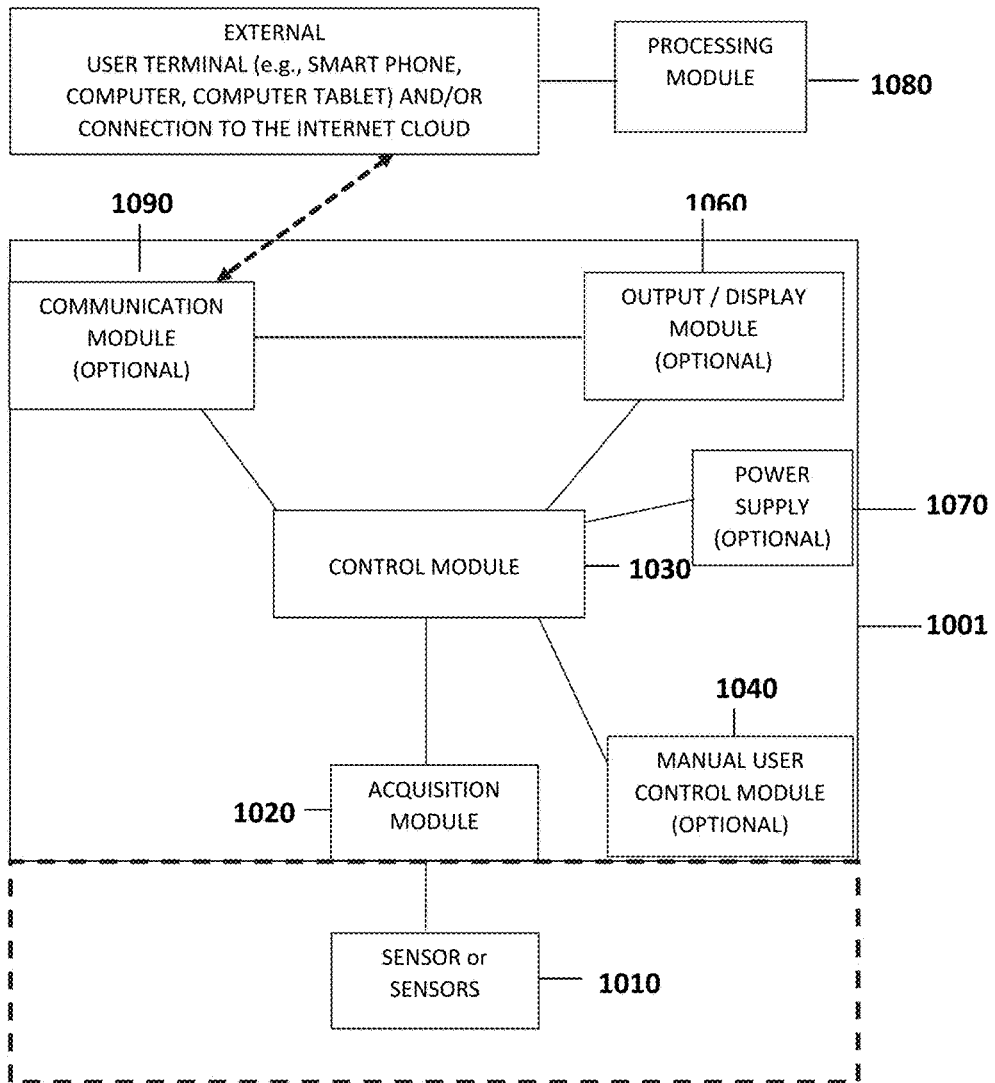 EXTERNAL
USER TERMINAL (e.g., SMART PHONE,
COMPUTER, COMPUTER TABLET) AND/OR
CONNECTION TO THE INTERNET CLOUD
PROCESSING
MODULE
1080
1090
1060
COMMUNICATION
MODULE
(OPTIONAL)
OUTPUT / DISPLAY
MODULE
(OPTIONAL)
POWER
SUPPLY
(OPTIONAL)
1070
CONTROL MODULE
1030
1001
1040
MANUAL USER
CONTROL MODULE
(OPTIONAL)
ACQUISITION
MODULE
1020
SENSOR or
SENSORS
1010